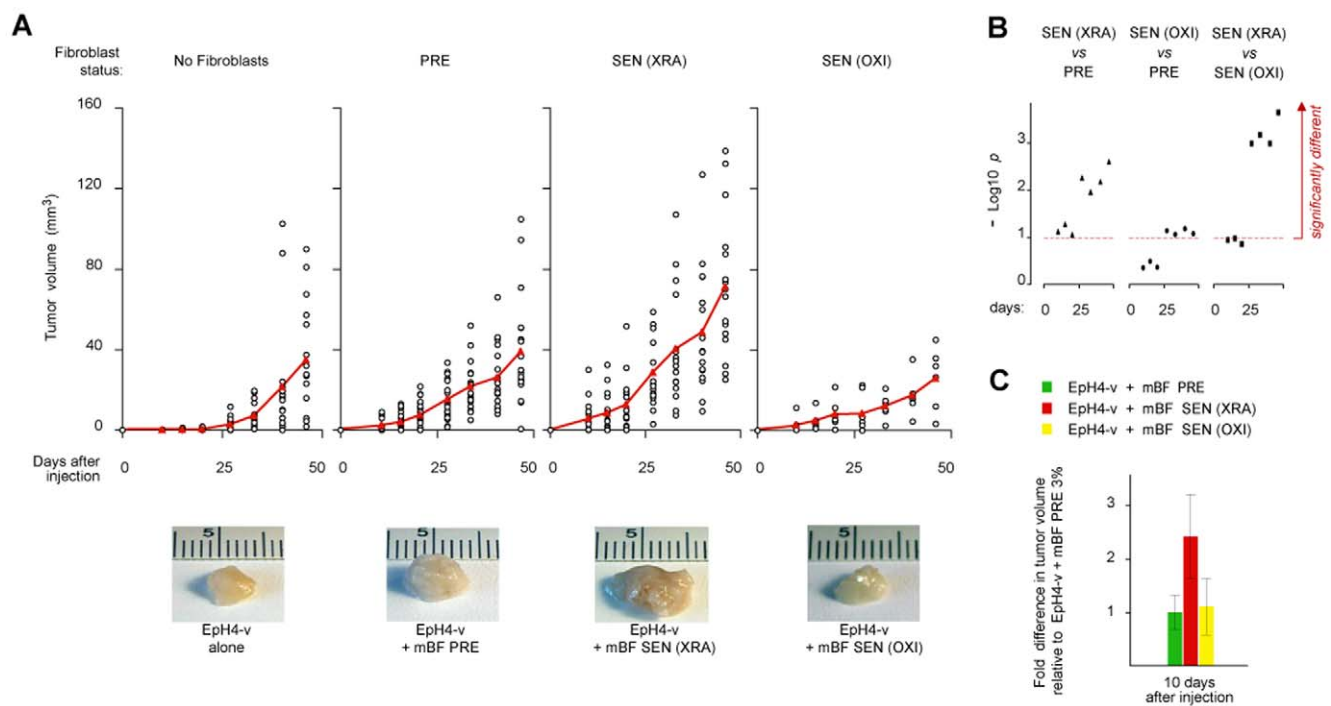 A
Fibroblast
status:
No Fibroblasts
PRE
SEN (XRA)
SEN (OXI)
Tumor volume (mm3)
160
120
80
40
0
Days after
injection
0 25 50
0 25 50
0 25 50
0 25 50
5
5
5
5
EpH4-v
alone
EpH4-v
+ mBF PRE
EpH4-v
+ mBF SEN (XRA)
EpH4-v
+ mBF SEN (OXI)
B
SEN (XRA)
vs
PRE
SEN (OXI)
vs
PRE
SEN (XRA)
vs
SEN (OXI)
- Log10 p
3
2
1
0
significantly different
days: 0 25 0 25 0 25
C
EpH4-v + mBF PRE
EpH4-v + mBF SEN (XRA)
EpH4-v + mBF SEN (OXI)
Fold difference in tumor volume
relative to EpH4-v + mBF PRE 3%
3
2
1
10 days
after injection